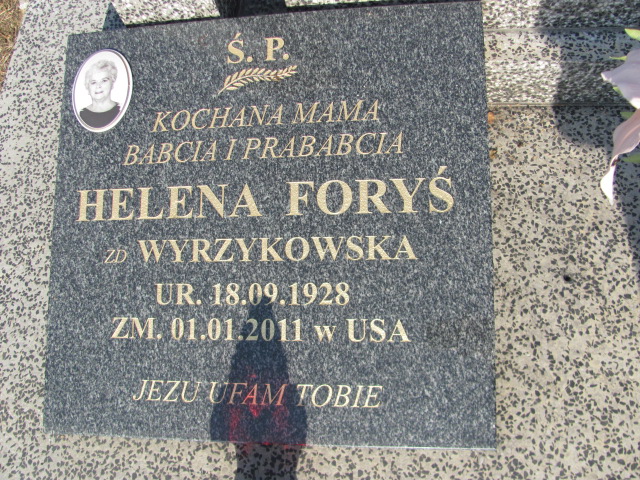 Ś. P.
KOCHANA MAMA
BABCIA I PRABABCIA
HELENA FORYŚ
ZD WYRZYKOWSKA
UR. 18.09.1928
ZM. 01.01.2011 w USA
JEZU UFAM TOBIE